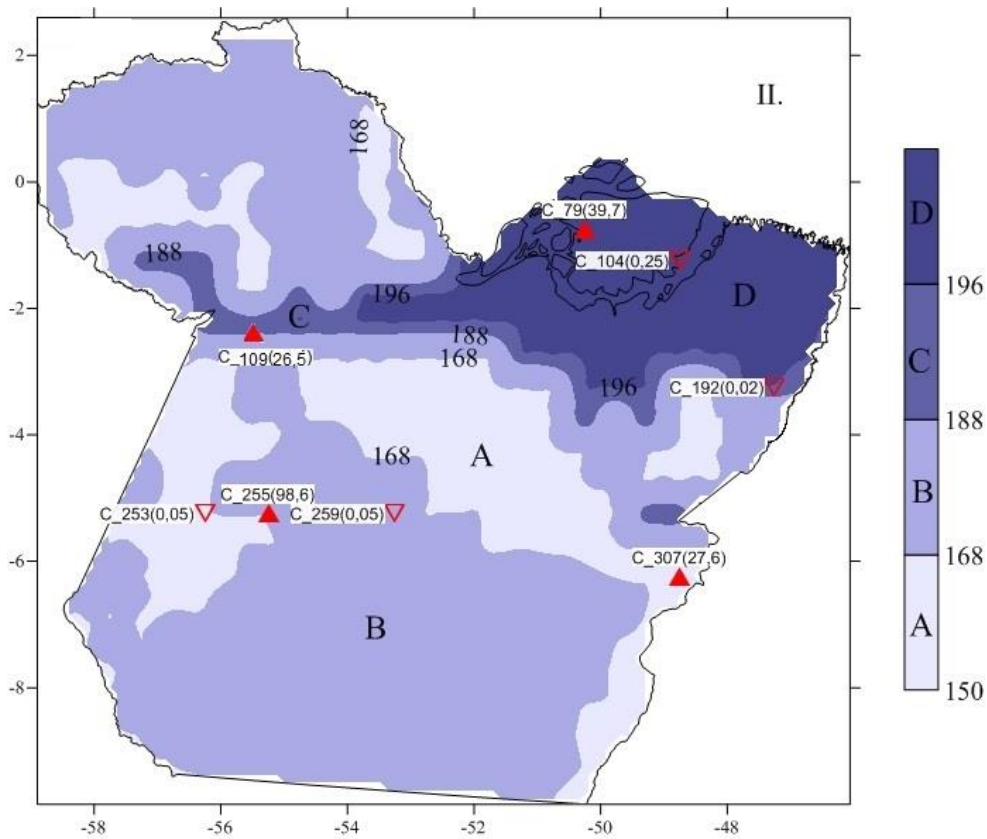 2
II.
168
0
C_79(39,7)
D
C_104(0,25)
188
196
D
196
-2
C
C
188
188
C_109(26,5)
168
196
C_192(0,02)
B
-4
168
A
C_255(98,6)
C_253(0,05)
C_259(0,05)
168
-6
C_307(27,6)
A
B
-8
150
-58
-56
-54
-52
-50
-48